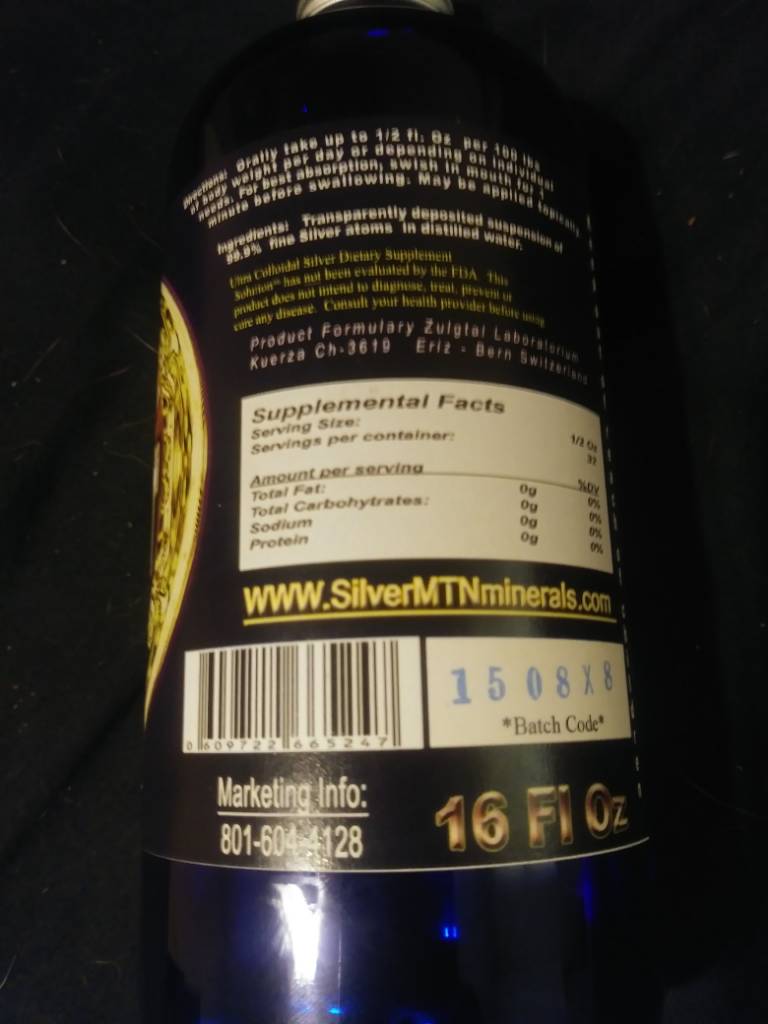 Directions: Orally take up to 1/2 fl. Oz per 100 lbs
of body weight per day or depending on individual
needs. For best absorption, swish in mouth for 1
minute before swallowing. May be applied topically
Ingredients: Transparently deposited suspension of
99.9% fine Silver atoms in distilled water.
Ultra Colloidal Silver Dietary Supplement
Solution™ has not been evaluated by the FDA. This
product does not intend to diagnose, treat, prevent or
cure any disease. Consult your health provider before using
Product Formulary Zulgtal Laboratorium
Kuerza Ch-3619 Eriz - Bern Switzerland
Supplemental Facts
Serving Size: 1/2 Oz
Servings per container: 32
Amount per serving %DV
Total Fat: 0g 0%
Total Carbohytrates: 0g 0%
Sodium 0g 0%
Protein 0g 0%
WWW.SilverMTNminerals.com
1508X8
*Batch Code*
0 609722 665247
Marketing Info:
801-604-4128
16 Fl Oz